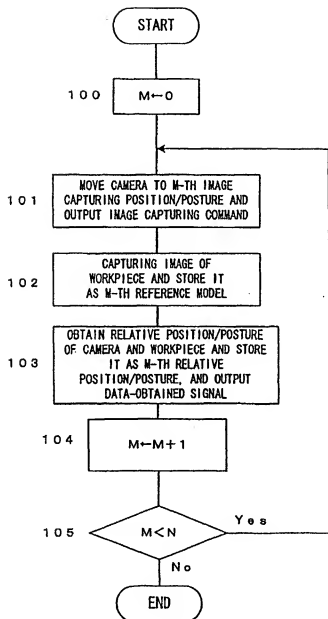 START
100
M←0
101
MOVE CAMERA TO M-TH IMAGE
CAPTURING POSITION/POSTURE AND
OUTPUT IMAGE CAPTURING COMMAND
102
CAPTURING IMAGE OF
WORKPIECE AND STORE IT
AS M-TH REFERENCE MODEL
103
OBTAIN RELATIVE POSITION/POSTURE
OF CAMERA AND WORKPIECE AND STORE
IT AS M-TH RELATIVE
POSITION/POSTURE, AND OUTPUT
DATA-OBTAINED SIGNAL
104
M←M+1
105
M<N
Yes
No
END